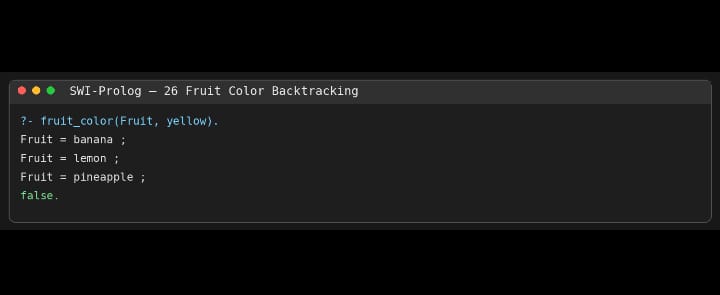 SWI-Prolog — 26 Fruit Color Backtracking
?- fruit_color(Fruit, yellow).
Fruit = banana ;
Fruit = lemon ;
Fruit = pineapple ;
false.